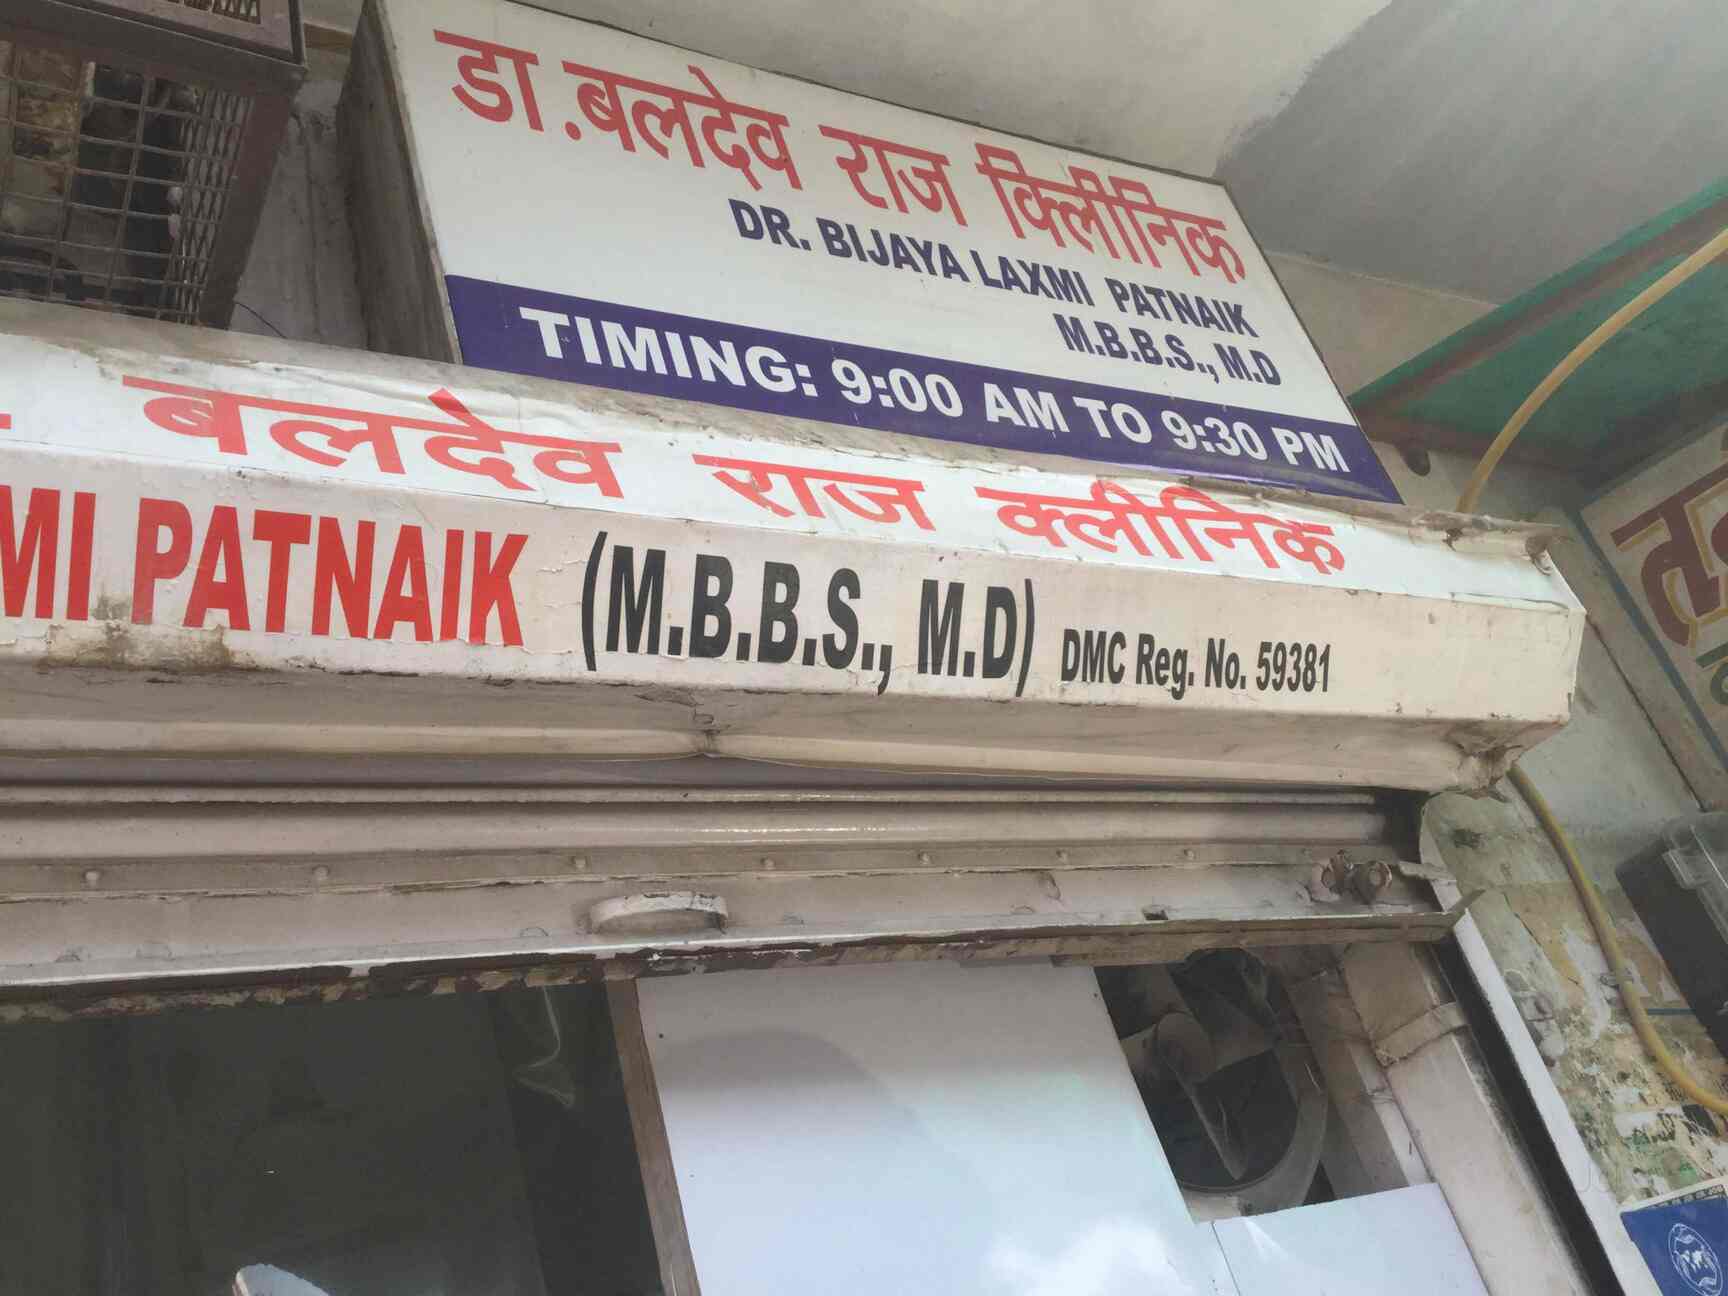 डा.बलदेव राज क्लिीनिक
DR. BIJAYA LAXMI PATNAIK
M.B.B.S., M.D
TIMING: 9:00 AM TO 9:30 PM
बलदेव राज क्लीनिक
MI PATNAIK (M.B.B.S., M.D) DMC Reg. No. 59381